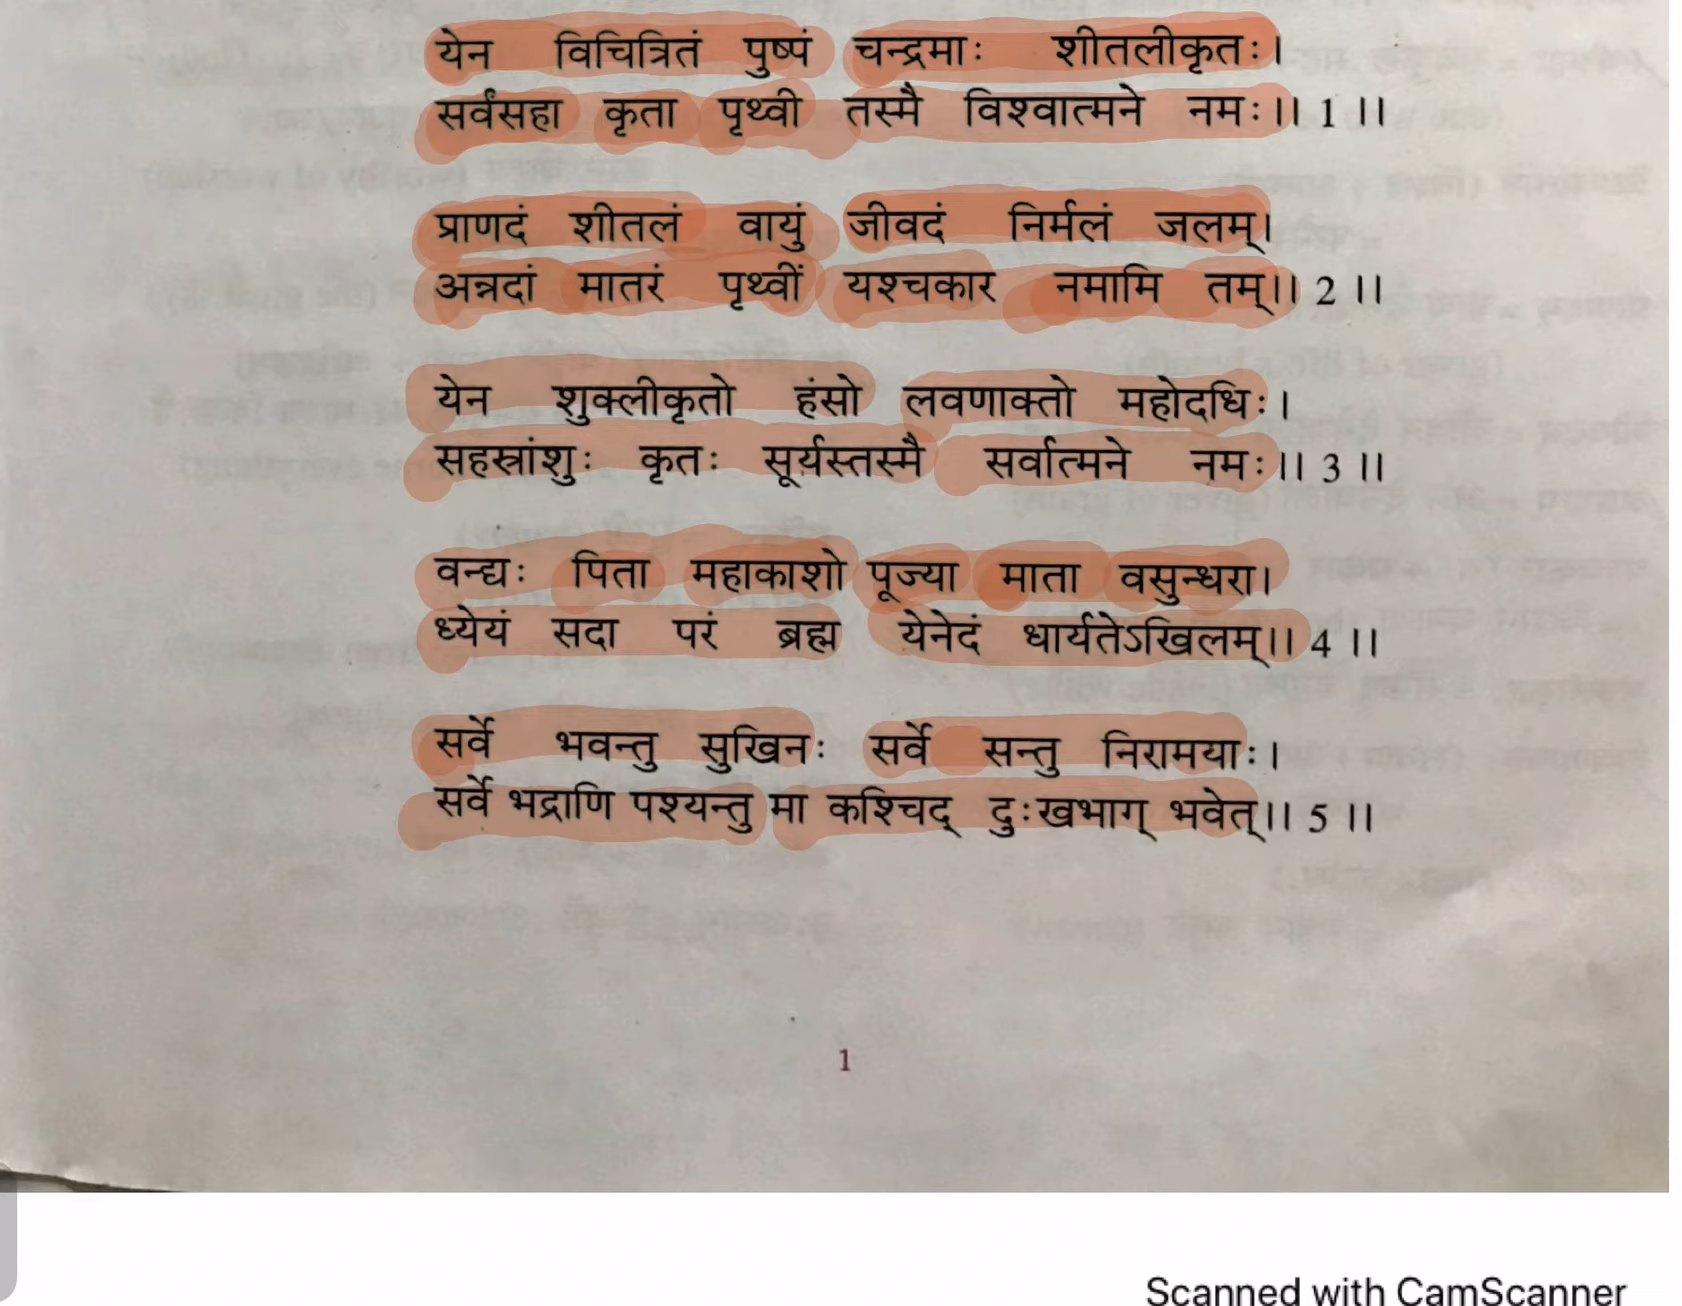 येन विचित्रितं पुष्पं चन्द्रमाः शीतलीकृतः।
सर्वंसहा कृता पृथ्वी तस्मै विश्वात्मने नमः।। 1 ।।
प्राणदं शीतलं वायुं जीवदं निर्मलं जलम्।
अन्नदां मातरं पृथ्वीं यश्चकार नमामि तम्।। 2 ।।
येन शुक्लीकृतो हंसो लवणाक्तो महोदधिः।
सहस्रांशुः कृतः सूर्यस्तस्मै सर्वात्मने नमः।। 3 ।।
वन्द्यः पिता महाकाशो पूज्या माता वसुन्धरा।
ध्येयं सदा परं ब्रह्म येनेदं धार्यतेऽखिलम्।। 4 ।।
सर्वे भवन्तु सुखिनः सर्वे सन्तु निरामयाः।
सर्वे भद्राणि पश्यन्तु मा कश्चिद् दुःखभाग् भवेत्।। 5 ।।
1
Scanned with CamScanner